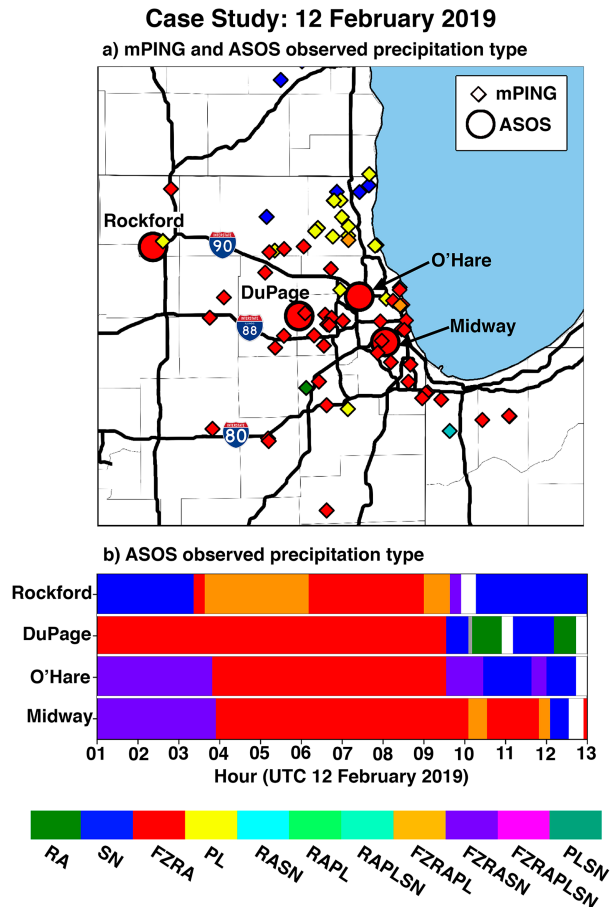 Case Study: 12 February 2019
a) mPING and ASOS observed precipitation type
mPING
ASOS
Rockford
INTERSTATE
90
O'Hare
DuPage
INTERSTATE
88
Midway
INTERSTATE
80
b) ASOS observed precipitation type
Rockford
DuPage
O'Hare
Midway
01 02 03 04 05 06 07 08 09 10 11 12 13
Hour (UTC 12 February 2019)
RA SN FZRA PL RASN RAPL RAPLSN FZRAPL FZRASN FZRAPLSN PLSN